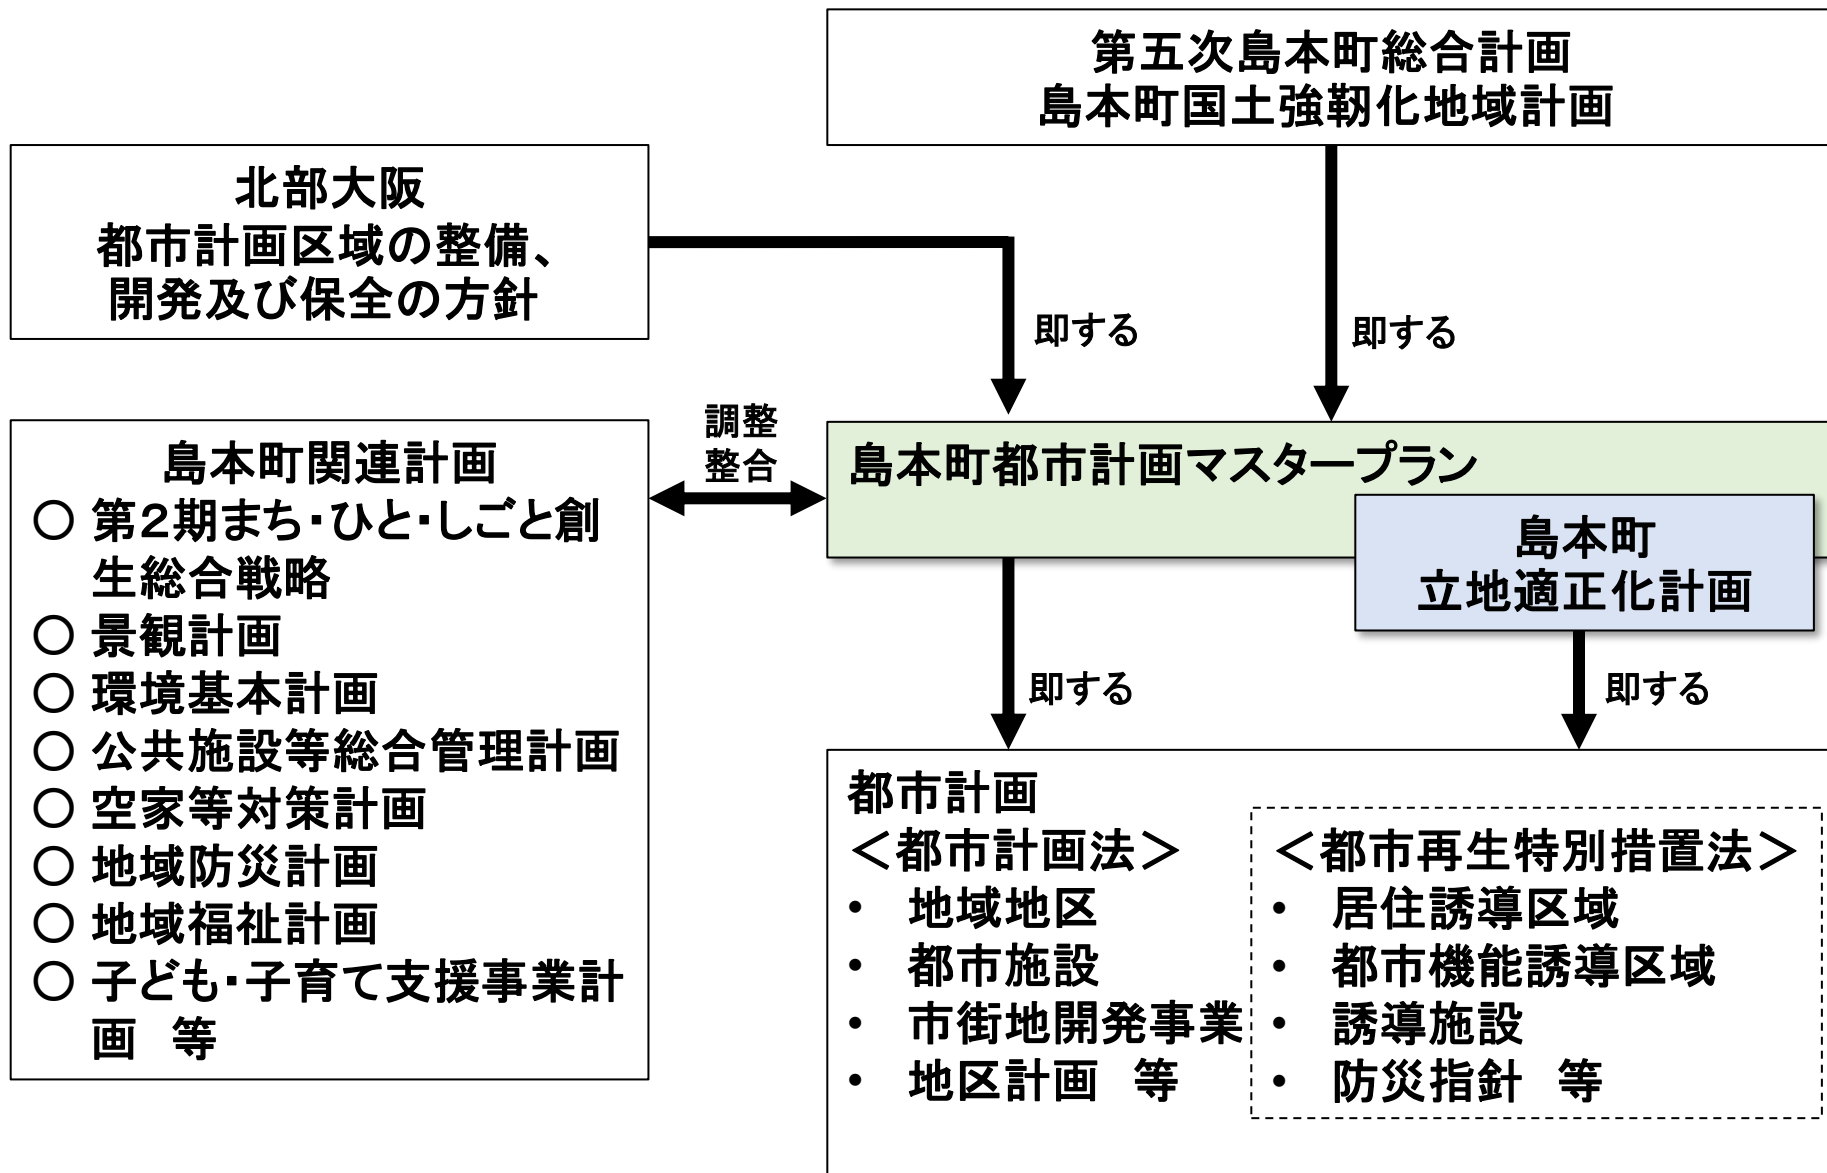 第五次島本町総合計画
島本町国土強靭化地域計画
北部大阪
都市計画区域の整備、
開発及び保全の方針
即する
即する
調整
整合
島本町都市計画マスタープラン
島本町
立地適正化計画
島本町関連計画
〇 第2期まち・ひと・しごと創
生総合戦略
〇 景観計画
〇 環境基本計画
〇 公共施設等総合管理計画
〇 空家等対策計画
〇 地域防災計画
〇 地域福祉計画
〇 子ども・子育て支援事業計
画　等
即する
即する
都市計画
＜都市計画法＞
• 地域地区
• 都市施設
• 市街地開発事業
• 地区計画　等
＜都市再生特別措置法＞
• 居住誘導区域
• 都市機能誘導区域
• 誘導施設
• 防災指針　等